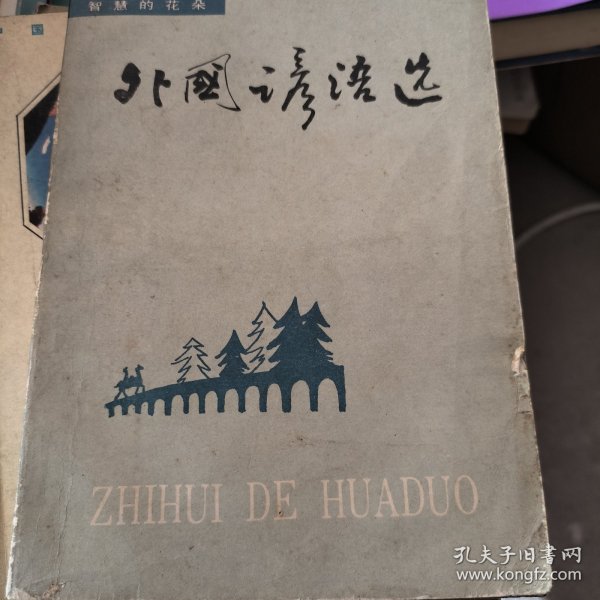 智慧的花朵
外國谚语选
ZHIHUI DE HUADUO
孔夫子旧书网
www.kongfz.com